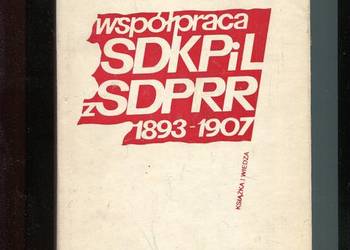 współpraca
SDKPiL
z SDPRR
1893-1907
KSIĄŻKA I WIEDZA